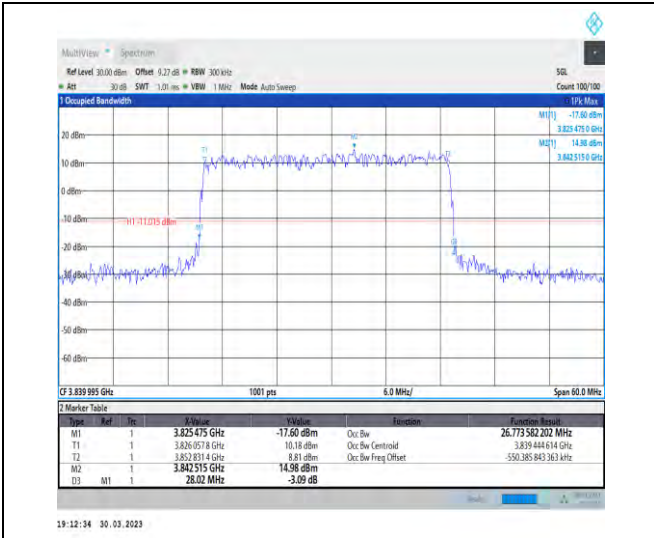 MultiView Spectrum
Ref Level 30.00 dBm Offset 9.27 dB RBW 300 kHz SGL
Att 30 dB SWT 1.01 ms VBW 1 MHz Mode Auto Sweep Count 100/100
1 Occupied Bandwidth 1Pk Max
M1[1] -17.60 dBm
3.825 475 0 GHz
M2[1] 14.98 dBm
3.842 515 0 GHz
20 dBm
M2
T1 T2
10 dBm
0 dBm
-10 dBm
H1 -11.015 dBm
M1
-20 dBm
D3
-30 dBm
-40 dBm
-50 dBm
-60 dBm
CF 3.839 995 GHz 1001 pts 6.0 MHz/ Span 60.0 MHz
2 Marker Table
Type Ref Trc X-Value Y-Value Function Function Result
M1 1 3.825 475 GHz -17.60 dBm Occ Bw 26.773 582 202 MHz
T1 1 3.826 057 8 GHz 10.18 dBm Occ Bw Centroid 3.839 444 614 GHz
T2 1 3.852 831 4 GHz 8.81 dBm Occ Bw Freq Offset -550.385 843 363 kHz
M2 1 3.842 515 GHz 14.98 dBm
D3 M1 1 28.02 MHz -3.09 dB
19:12:34 30.03.2023